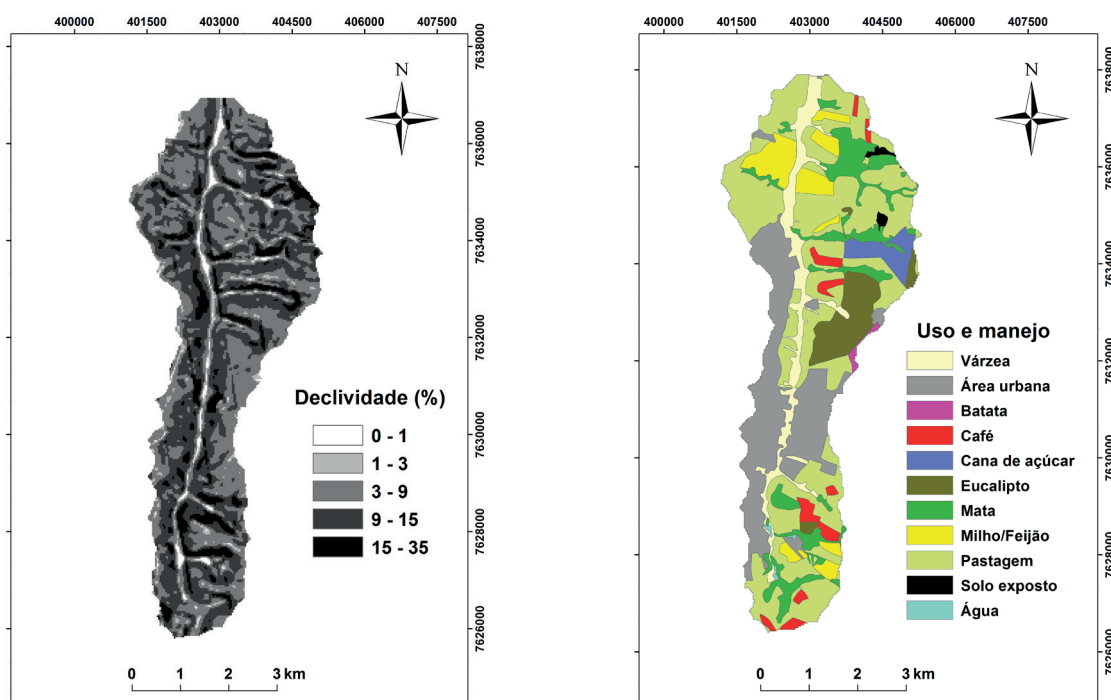 400000 401500 403000 404500 407500
7638000
7636000
7634000
7632000
7630000
7628000
7626000
N
Declividade (%)
0 - 1
1 - 3
3 - 9
9 - 15
15 - 35
0 1 2 3 km
400000 401500 403000 404500 407500
7638000
7636000
7634000
7632000
7630000
7628000
7626000
N
Uso e manejo
Várzea
Área urbana
Batata
Café
Cana de açúcar
Eucalipto
Mata
Milho/Feijão
Pastagem
Solo exposto
Água
0 1 2 3 km